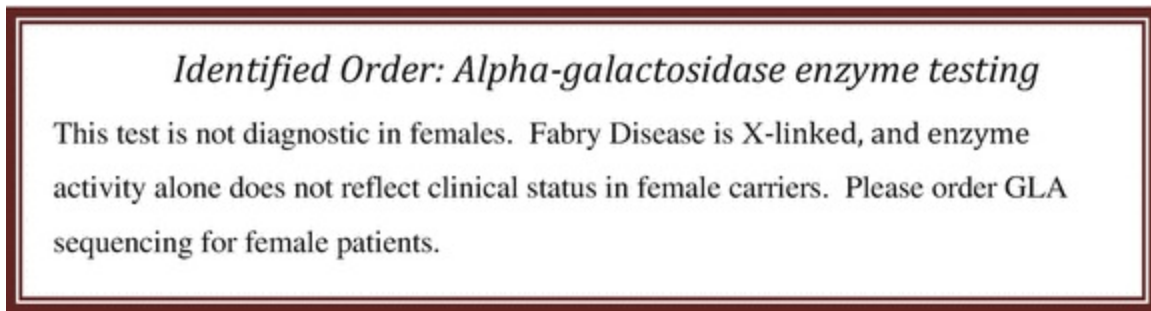 Identified Order: Alpha-galactosidase enzyme testing
This test is not diagnostic in females. Fabry Disease is X-linked, and enzyme
activity alone does not reflect clinical status in female carriers. Please order GLA
sequencing for female patients.